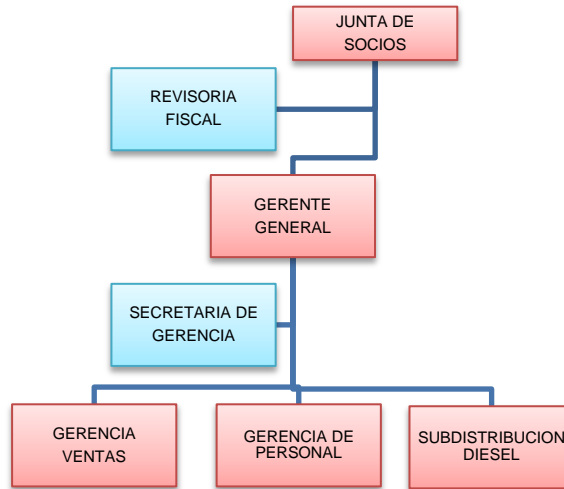 JUNTA DE
SOCIOS
REVISORIA
FISCAL
GERENTE
GENERAL
SECRETARIA DE
GERENCIA
GERENCIA
VENTAS
GERENCIA DE
PERSONAL
SUBDISTRIBUCION
DIESEL